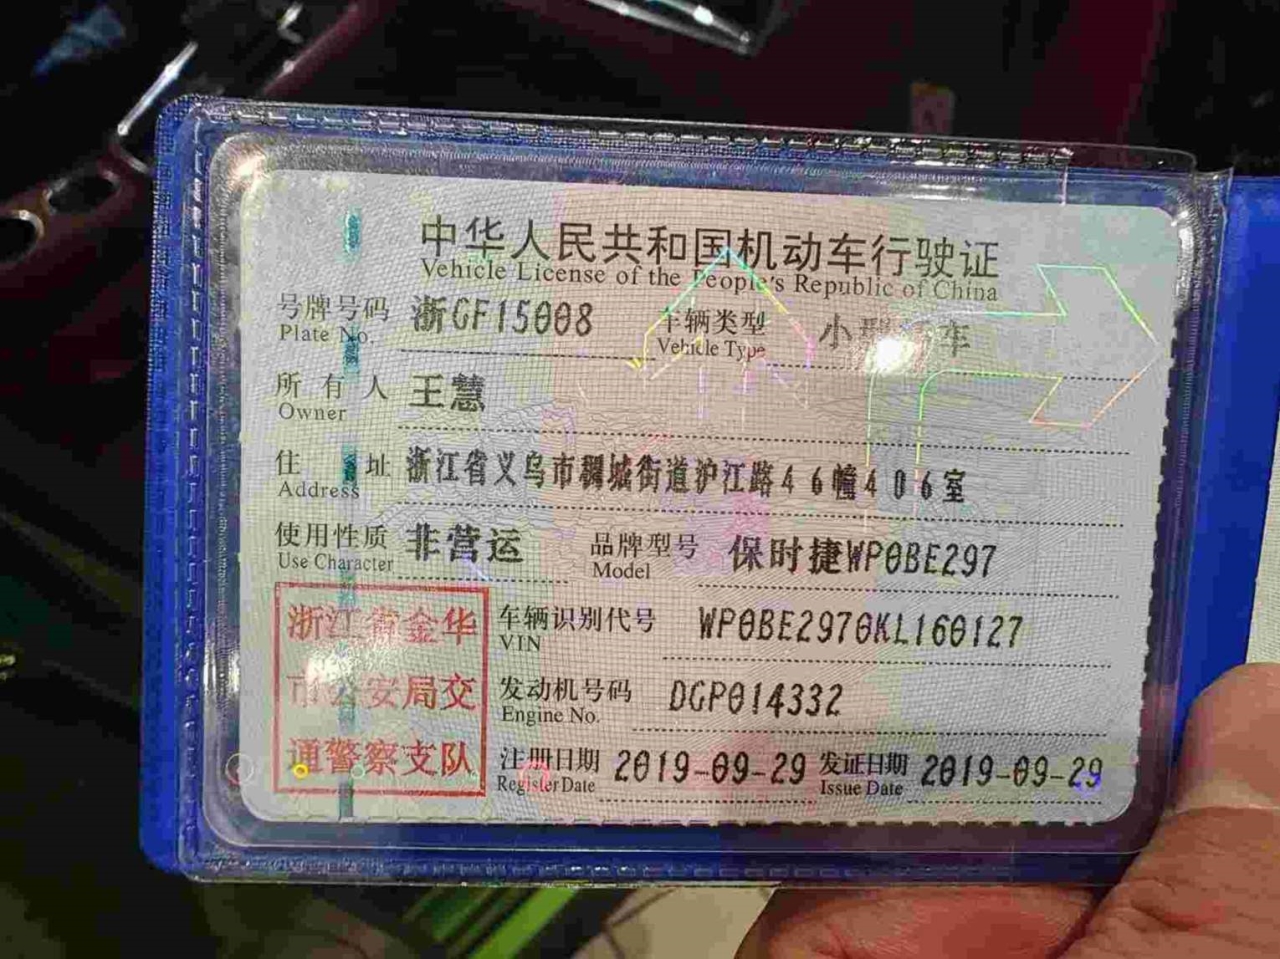 中华人民共和国机动车行驶证
Vehicle License of the People's Republic of China
号牌号码 浙GF15008 车辆类型 小 车
Plate No. Vehicle Type
所有人 王慧
Owner
住址 浙江省义乌市稠城街道沪江路46幢406室
Address
使用性质 非营运 品牌型号 保时捷WP0BE297
Use Character Model
浙江省金华
市公安局交
通警察支队
车辆识别代号 WP0BE2970KL160127
VIN
发动机号码 DGP014332
Engine No.
注册日期 2019-09-29 发证日期 2019-09-29
Register Date Issue Date